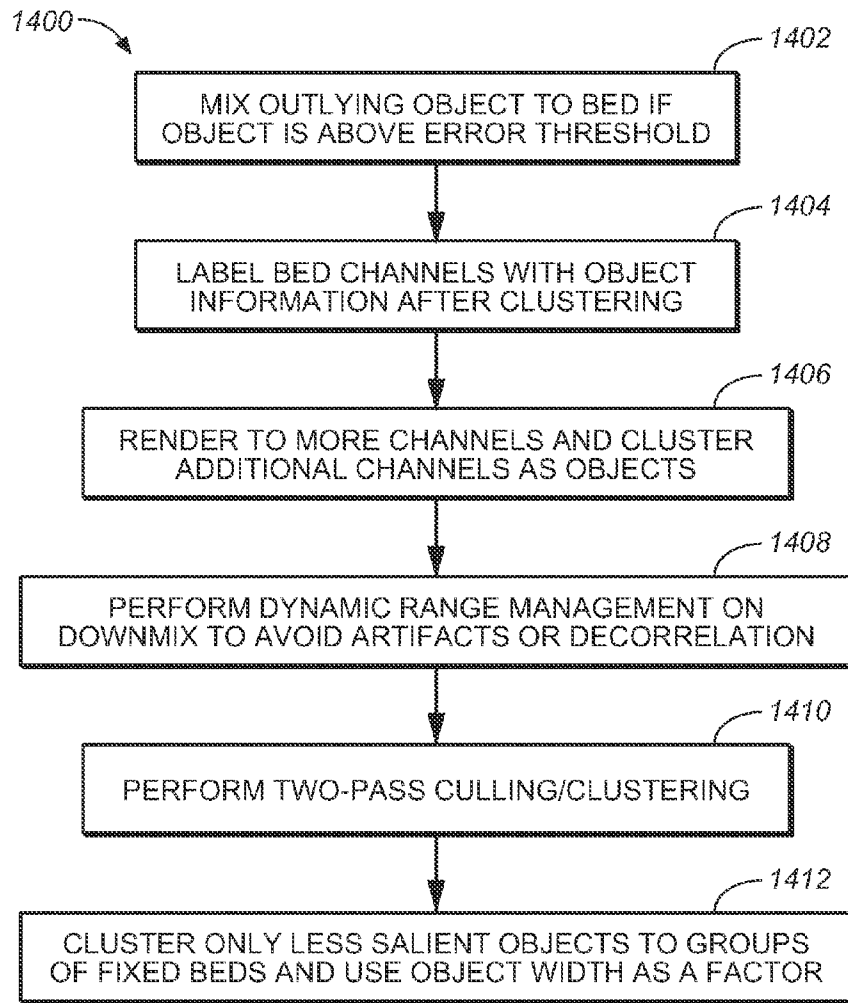 1400
1402
MIX OUTLYING OBJECT TO BED IF
OBJECT IS ABOVE ERROR THRESHOLD
1404
LABEL BED CHANNELS WITH OBJECT
INFORMATION AFTER CLUSTERING
1406
RENDER TO MORE CHANNELS AND CLUSTER
ADDITIONAL CHANNELS AS OBJECTS
1408
PERFORM DYNAMIC RANGE MANAGEMENT ON
DOWNMIX TO AVOID ARTIFACTS OR DECORRELATION
1410
PERFORM TWO-PASS CULLING/CLUSTERING
1412
CLUSTER ONLY LESS SALIENT OBJECTS TO GROUPS
OF FIXED BEDS AND USE OBJECT WIDTH AS A FACTOR